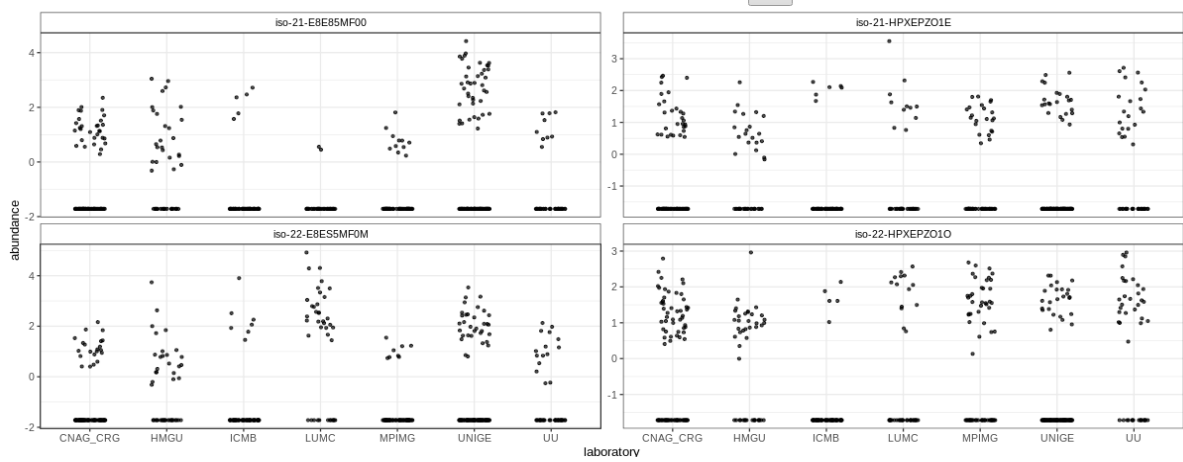 iso-21-E8E85MF00
iso-21-HPXEPZO1E
4
2
0
-2
3
2
1
0
-1
abundance
iso-22-E8ES5MF0M
iso-22-HPXEPZO1O
4
2
0
-2
3
2
1
0
-1
CNAG_CRG HMGU ICMB LUMC MPIMG UNIGE UU
CNAG_CRG HMGU ICMB LUMC MPIMG UNIGE UU
laboratory